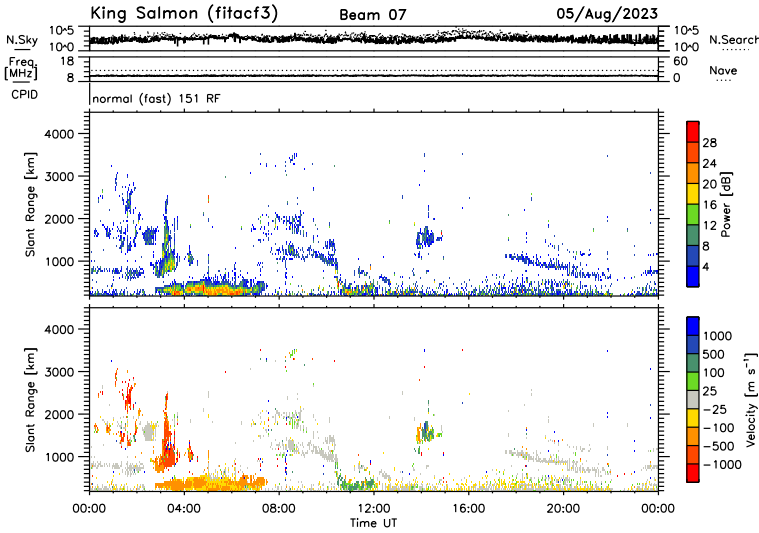 King Salmon (fitacf3) Beam 07 05/Aug/2023
N.Sky 10^5 10^0 10^5 10^0 N.Search
Freq. [MHz] 18 8 60 0 Nave
CPID normal (fast) 151 RF
Slant Range [km] 4000 3000 2000 1000
Power [dB] 28 24 20 16 12 8 4
Slant Range [km] 4000 3000 2000 1000
Velocity [m s⁻¹] 1000 500 100 25 −25 −100 −500 −1000
00:00 04:00 08:00 12:00 16:00 20:00 00:00
Time UT